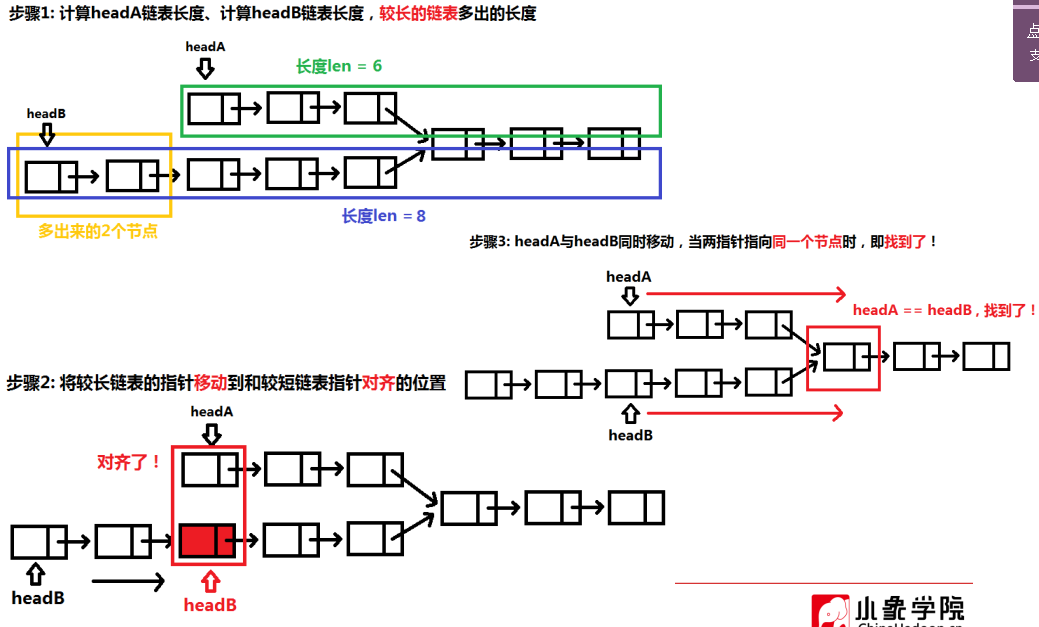 步骤1: 计算headA链表长度、计算headB链表长度，较长的链表多出的长度
headA
长度len = 6
headB
长度len = 8
多出来的2个节点
步骤3: headA与headB同时移动，当两指针指向同一个节点时，即找到了！
headA
headA == headB , 找到了！
headB
步骤2: 将较长链表的指针移动到和较短链表指针对齐的位置
headA
对齐了！
headB
headB
小象学院
ChinaHadoop.cn